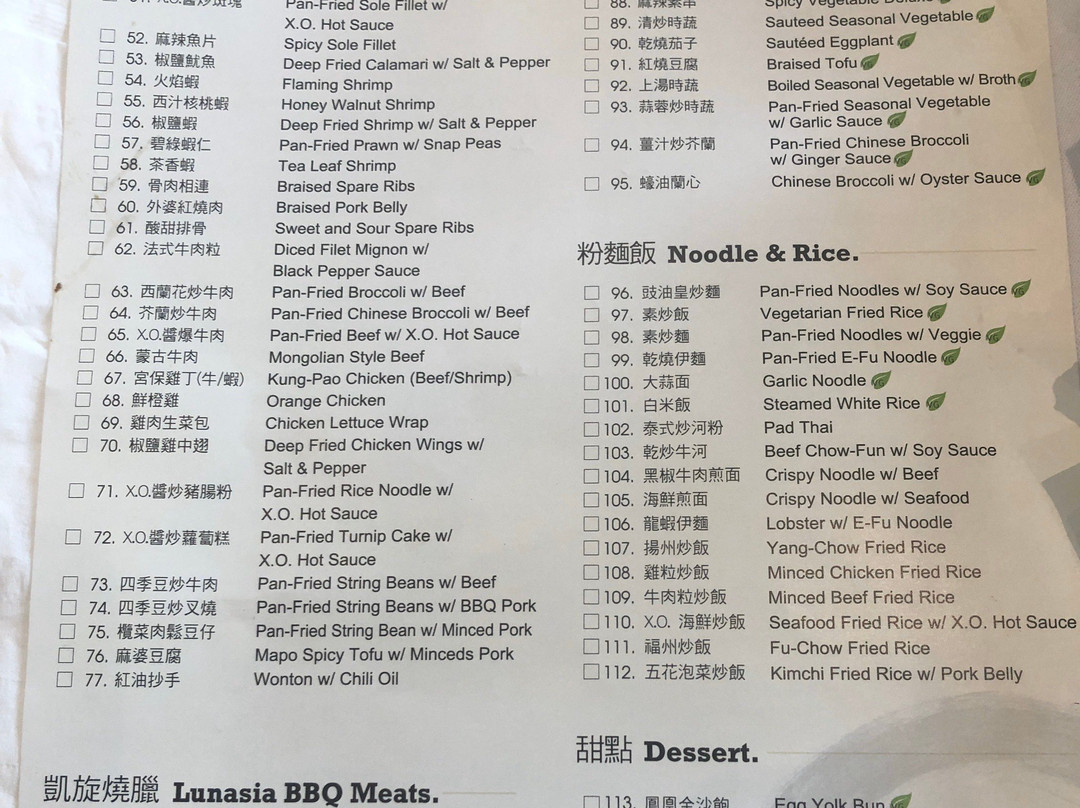 X.O.醬炒斑塊 Pan-Fried Sole Fillet w/
X.O. Hot Sauce
52. 麻辣魚片 Spicy Sole Fillet
53. 椒鹽魷魚 Deep Fried Calamari w/ Salt & Pepper
54. 火焰蝦 Flaming Shrimp
55. 西汁核桃蝦 Honey Walnut Shrimp
56. 椒鹽蝦 Deep Fried Shrimp w/ Salt & Pepper
57. 碧綠蝦仁 Pan-Fried Prawn w/ Snap Peas
58. 茶香蝦 Tea Leaf Shrimp
59. 骨肉相連 Braised Spare Ribs
60. 外婆紅燒肉 Braised Pork Belly
61. 酸甜排骨 Sweet and Sour Spare Ribs
62. 法式牛肉粒 Diced Filet Mignon w/
Black Pepper Sauce
63. 西蘭花炒牛肉 Pan-Fried Broccoli w/ Beef
64. 芥蘭炒牛肉 Pan-Fried Chinese Broccoli w/ Beef
65. X.O.醬爆牛肉 Pan-Fried Beef w/ X.O. Hot Sauce
66. 蒙古牛肉 Mongolian Style Beef
67. 宮保雞丁(牛/蝦) Kung-Pao Chicken (Beef/Shrimp)
68. 鮮橙雞 Orange Chicken
69. 雞肉生菜包 Chicken Lettuce Wrap
70. 椒鹽雞中翅 Deep Fried Chicken Wings w/
Salt & Pepper
71. X.O.醬炒豬腸粉 Pan-Fried Rice Noodle w/
X.O. Hot Sauce
72. X.O.醬炒蘿蔔糕 Pan-Fried Turnip Cake w/
X.O. Hot Sauce
73. 四季豆炒牛肉 Pan-Fried String Beans w/ Beef
74. 四季豆炒叉燒 Pan-Fried String Beans w/ BBQ Pork
75. 欖菜肉鬆豆仔 Pan-Fried String Bean w/ Minced Pork
76. 麻婆豆腐 Mapo Spicy Tofu w/ Minceds Pork
77. 紅油抄手 Wonton w/ Chili Oil
凱旋燒臘 Lunasia BBQ Meats.
88. 麻辣素串 Spicy Vegetable Deluxe
89. 清炒時蔬 Sauteed Seasonal Vegetable
90. 乾燒茄子 Sautéed Eggplant
91. 紅燒豆腐 Braised Tofu
92. 上湯時蔬 Boiled Seasonal Vegetable w/ Broth
93. 蒜蓉炒時蔬 Pan-Fried Seasonal Vegetable
w/ Garlic Sauce
94. 薑汁炒芥蘭 Pan-Fried Chinese Broccoli
w/ Ginger Sauce
95. 蠔油蘭心 Chinese Broccoli w/ Oyster Sauce
粉麵飯 Noodle & Rice.
96. 豉油皇炒麵 Pan-Fried Noodles w/ Soy Sauce
97. 素炒飯 Vegetarian Fried Rice
98. 素炒麵 Pan-Fried Noodles w/ Veggie
99. 乾燒伊麵 Pan-Fried E-Fu Noodle
100. 大蒜面 Garlic Noodle
101. 白米飯 Steamed White Rice
102. 泰式炒河粉 Pad Thai
103. 乾炒牛河 Beef Chow-Fun w/ Soy Sauce
104. 黑椒牛肉煎面 Crispy Noodle w/ Beef
105. 海鮮煎面 Crispy Noodle w/ Seafood
106. 龍蝦伊麵 Lobster w/ E-Fu Noodle
107. 揚州炒飯 Yang-Chow Fried Rice
108. 雞粒炒飯 Minced Chicken Fried Rice
109. 牛肉粒炒飯 Minced Beef Fried Rice
110. X.O. 海鮮炒飯 Seafood Fried Rice w/ X.O. Hot Sauce
111. 福州炒飯 Fu-Chow Fried Rice
112. 五花泡菜炒飯 Kimchi Fried Rice w/ Pork Belly
甜點 Dessert.
113. 鳳凰金沙飽 Egg Yolk Bun